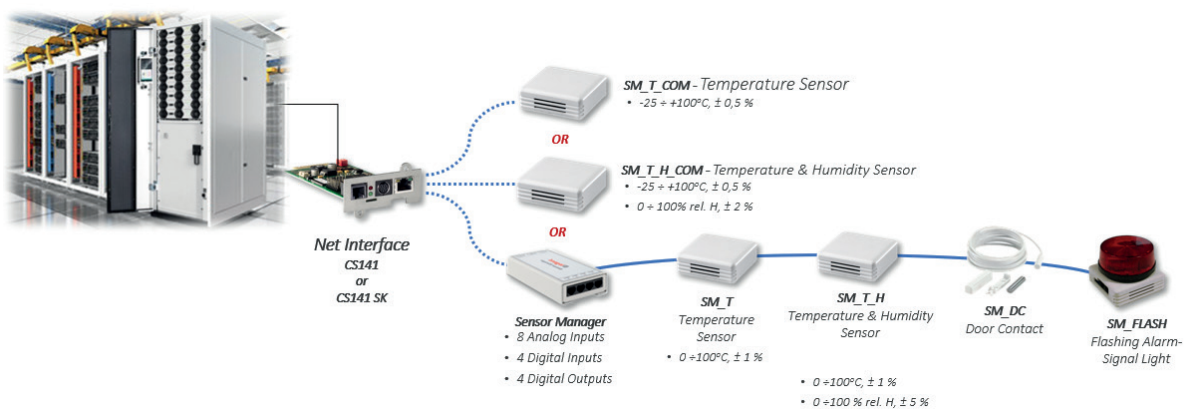 SM_T_COM - Temperature Sensor
• -25 ÷ +100°C, ± 0,5 %
OR
SM_T_H_COM - Temperature & Humidity Sensor
• -25 ÷ +100°C, ± 0,5 %
• 0 ÷ 100% rel. H, ± 2 %
OR
Net Interface
CS141
or
CS141 SK
Sensor Manager
• 8 Analog Inputs
• 4 Digital Inputs
• 4 Digital Outputs
SM_T
Temperature
Sensor
• 0 ÷100°C, ± 1 %
SM_T_H
Temperature & Humidity
Sensor
• 0 ÷100°C, ± 1 %
• 0 ÷100 % rel. H, ± 5 %
SM_DC
Door Contact
SM_FLASH
Flashing Alarm-
Signal Light